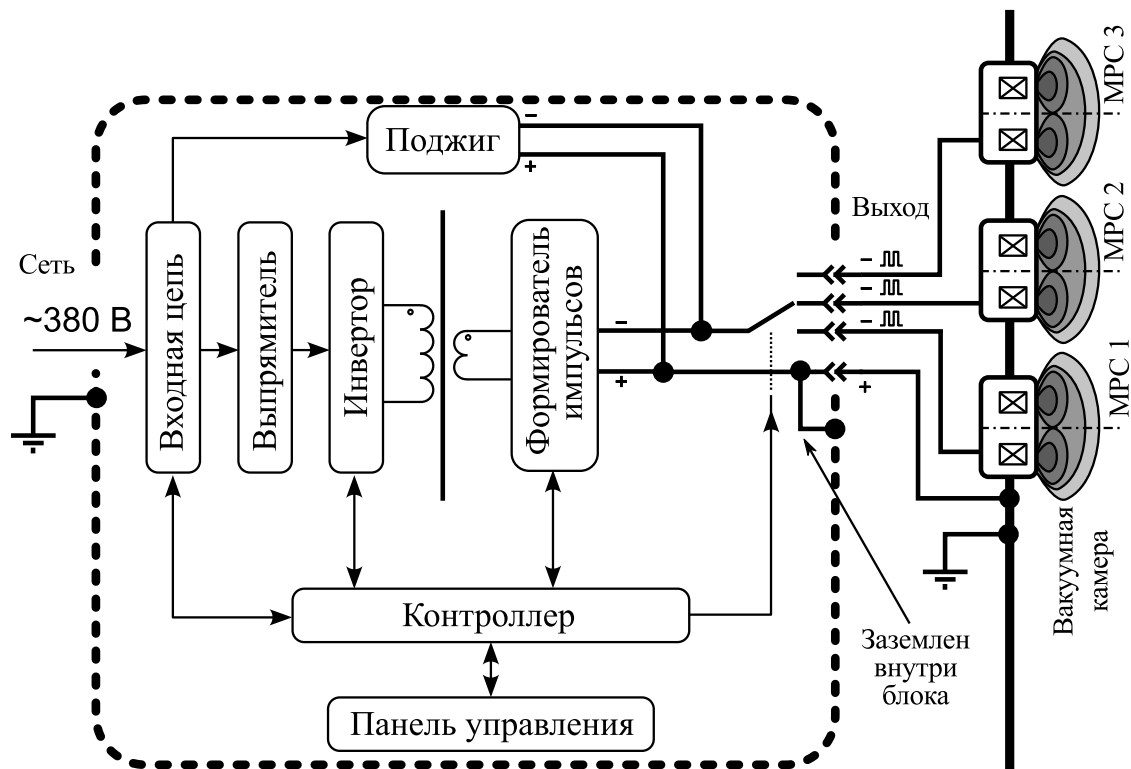 МРС 3
Поджиг
−
+
Выход
МРС 2
Сеть
~380 В
Входная цепь
Выпрямитель
Инвертор
Формирователь
импульсов
−
+
−
−
−
+
МРС 1
Контроллер
Заземлен
внутри
блока
Вакуумная
камера
Панель управления